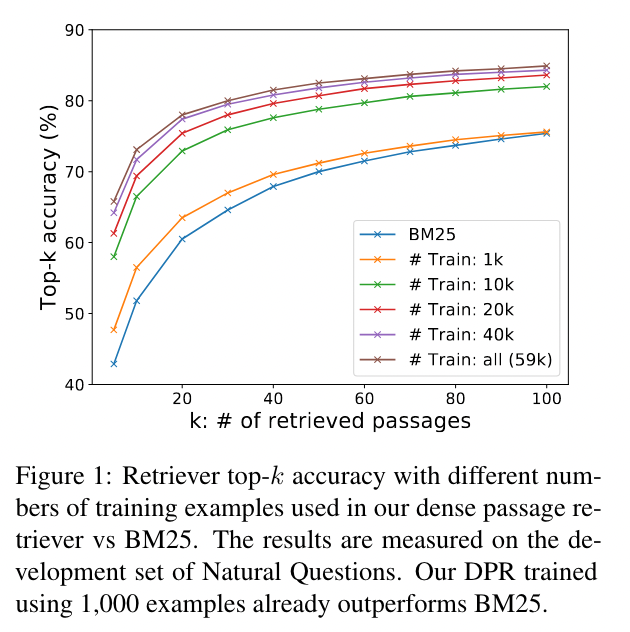 90
80
70
60
50
40
Top-k accuracy (%)
BM25
# Train: 1k
# Train: 10k
# Train: 20k
# Train: 40k
# Train: all (59k)
20 40 60 80 100
k: # of retrieved passages
Figure 1: Retriever top-k accuracy with different num-
bers of training examples used in our dense passage re-
triever vs BM25. The results are measured on the de-
velopment set of Natural Questions. Our DPR trained
using 1,000 examples already outperforms BM25.